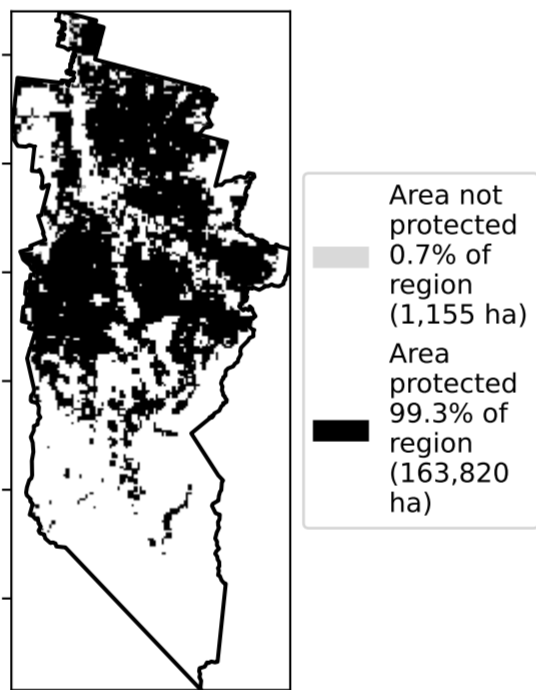 Area not
protected
0.7% of
region
(1,155 ha)
Area
protected
99.3% of
region
(163,820
ha)